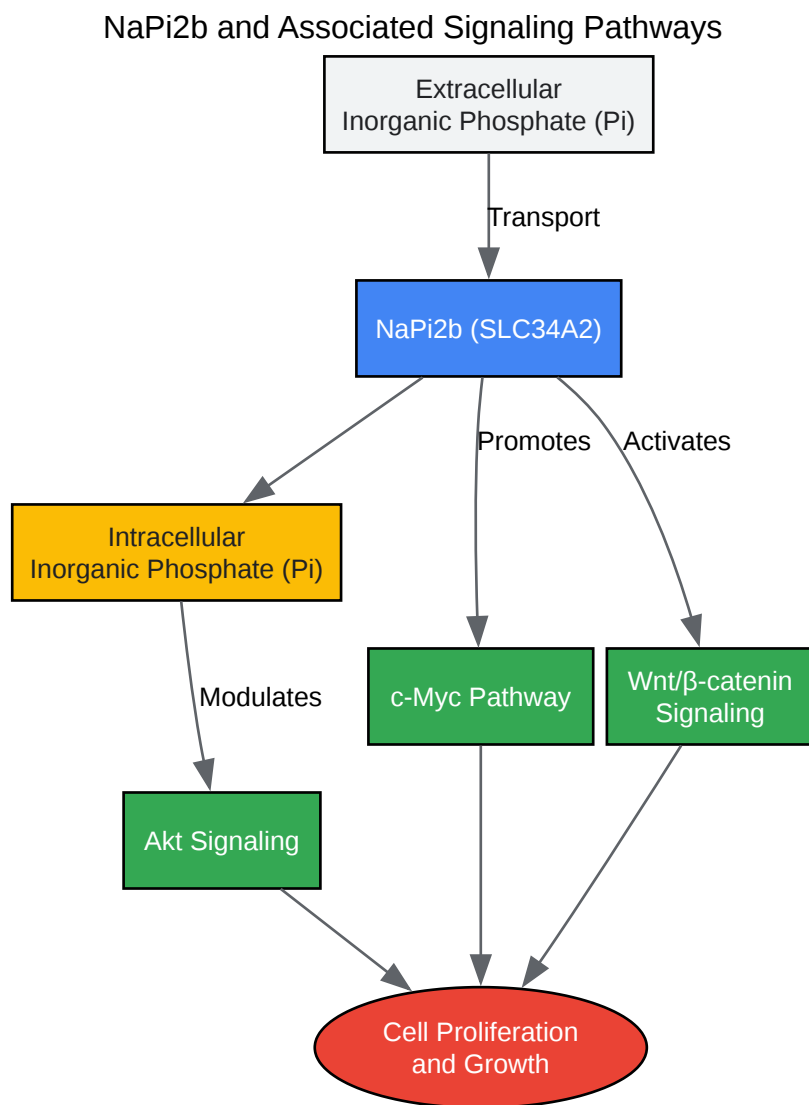 NaPi2b and Associated Signaling Pathways
Extracellular
Inorganic Phosphate (Pi)
Transport
NaPi2b (SLC34A2)
Promotes
Activates
Intracellular
Inorganic Phosphate (Pi)
Modulates
c-Myc Pathway
Wnt/β-catenin
Signaling
Akt Signaling
Cell Proliferation
and Growth